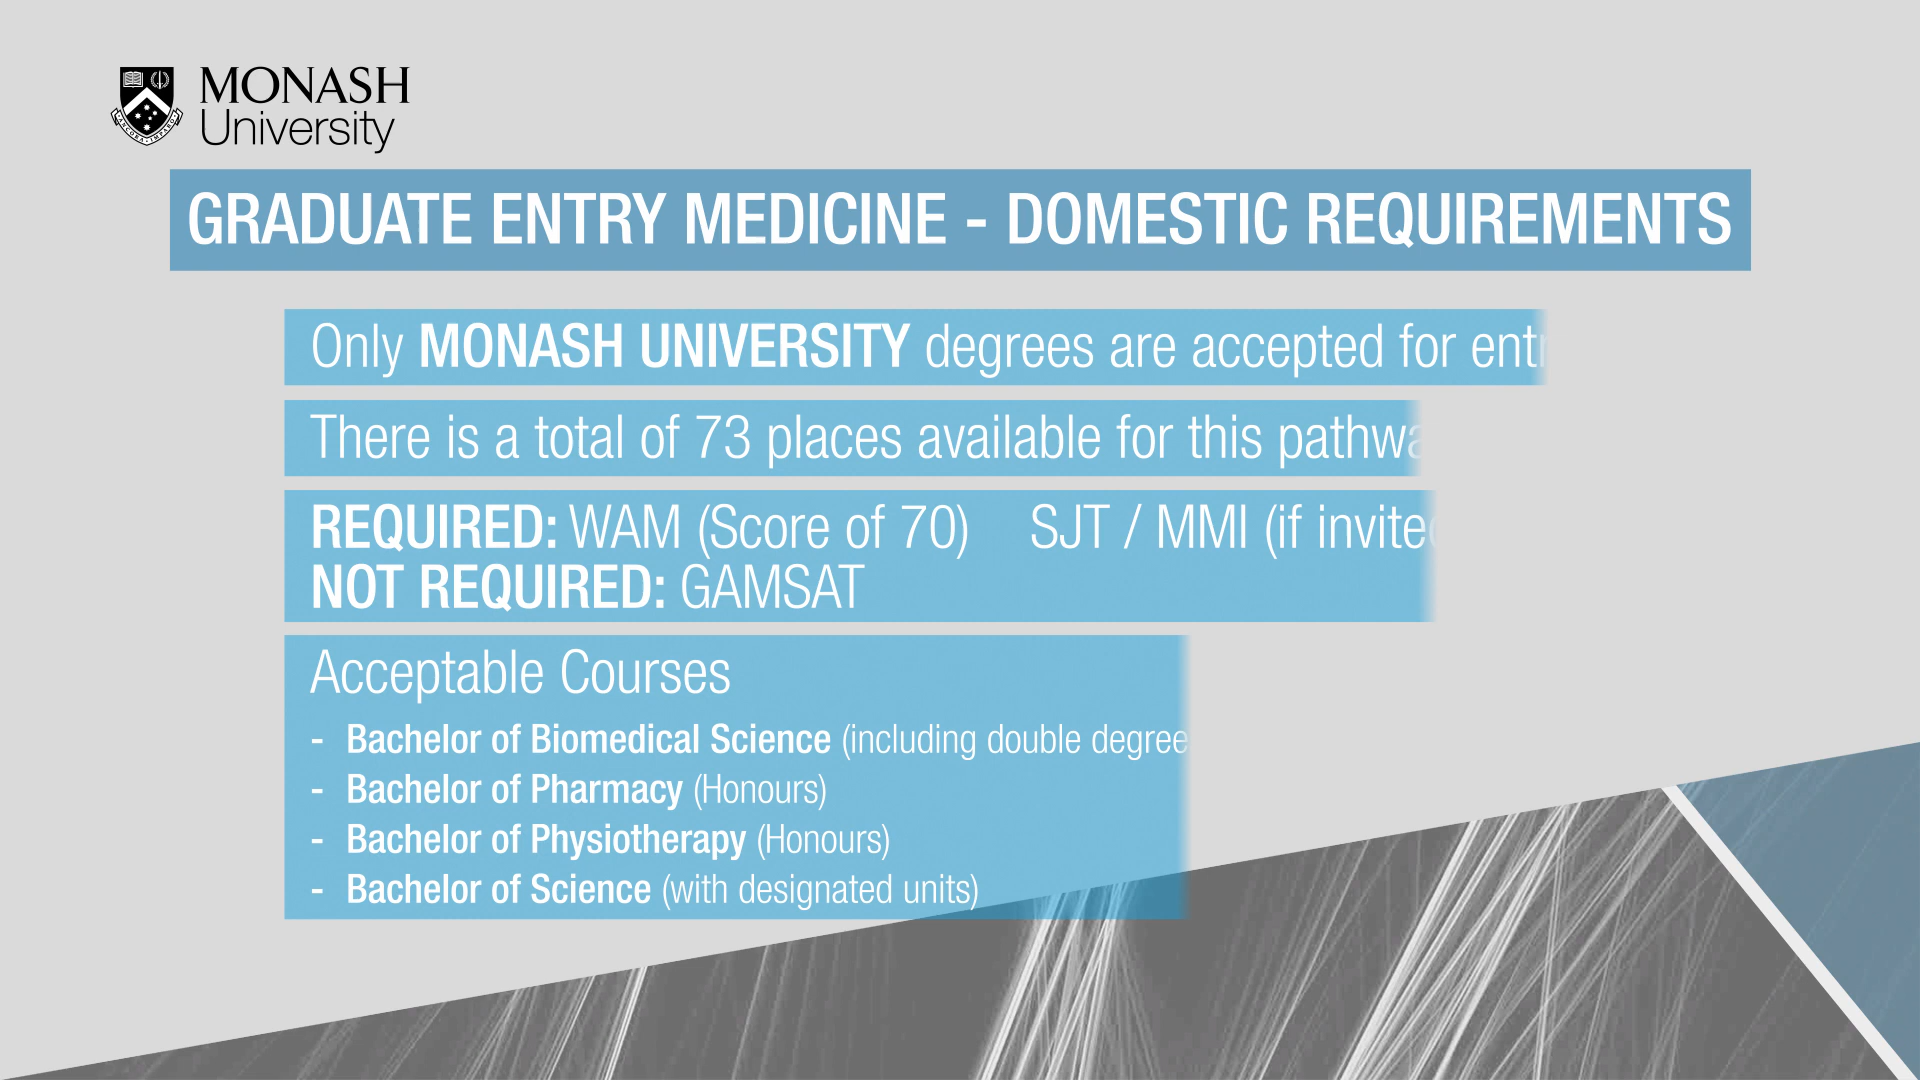 MONASH
University
GRADUATE ENTRY MEDICINE - DOMESTIC REQUIREMENTS
Only MONASH UNIVERSITY degrees are accepted for
There is a total of 73 places available for this
REQUIRED: WAM (Score of 70) SJT / MMI (if
NOT REQUIRED: GAMSAT
Acceptable Courses
- Bachelor of Biomedical Science (including double degree
- Bachelor of Pharmacy (Honours)
- Bachelor of Physiotherapy (Honours)
- Bachelor of Science (with designated units)